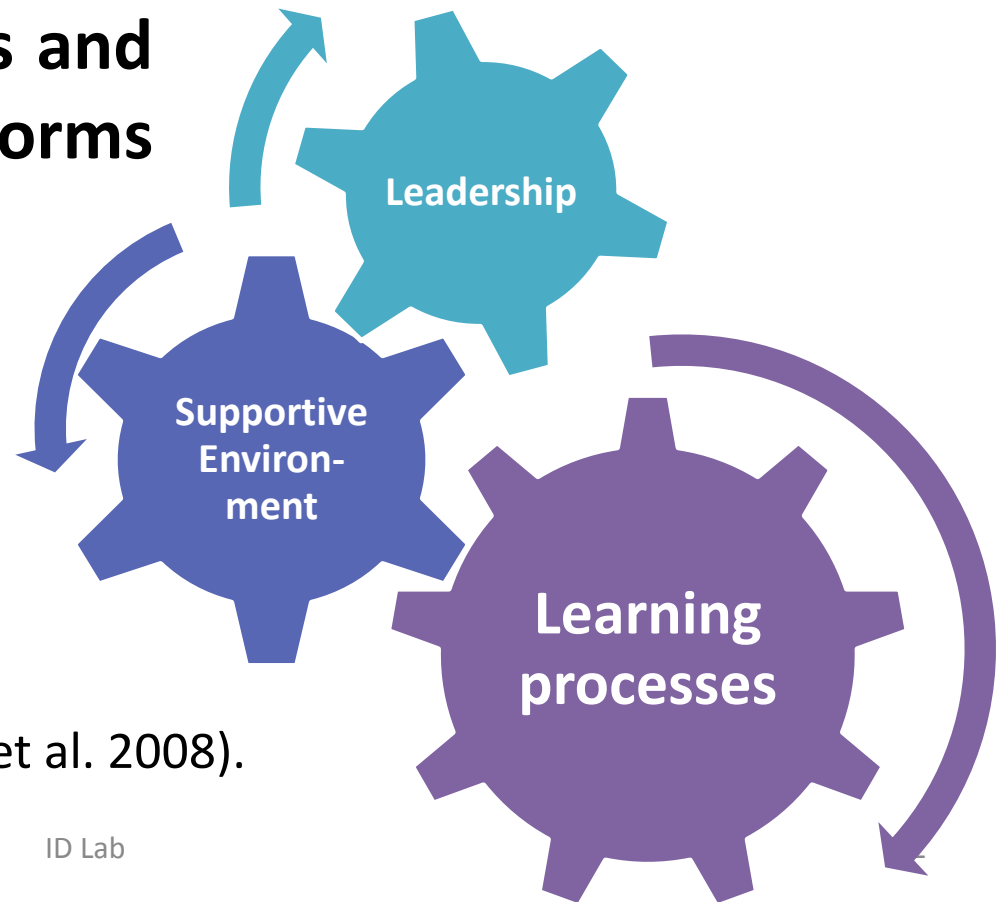 s and
orms
Leadership
Supportive
Environ-
ment
Learning
processes
et al. 2008).
ID Lab